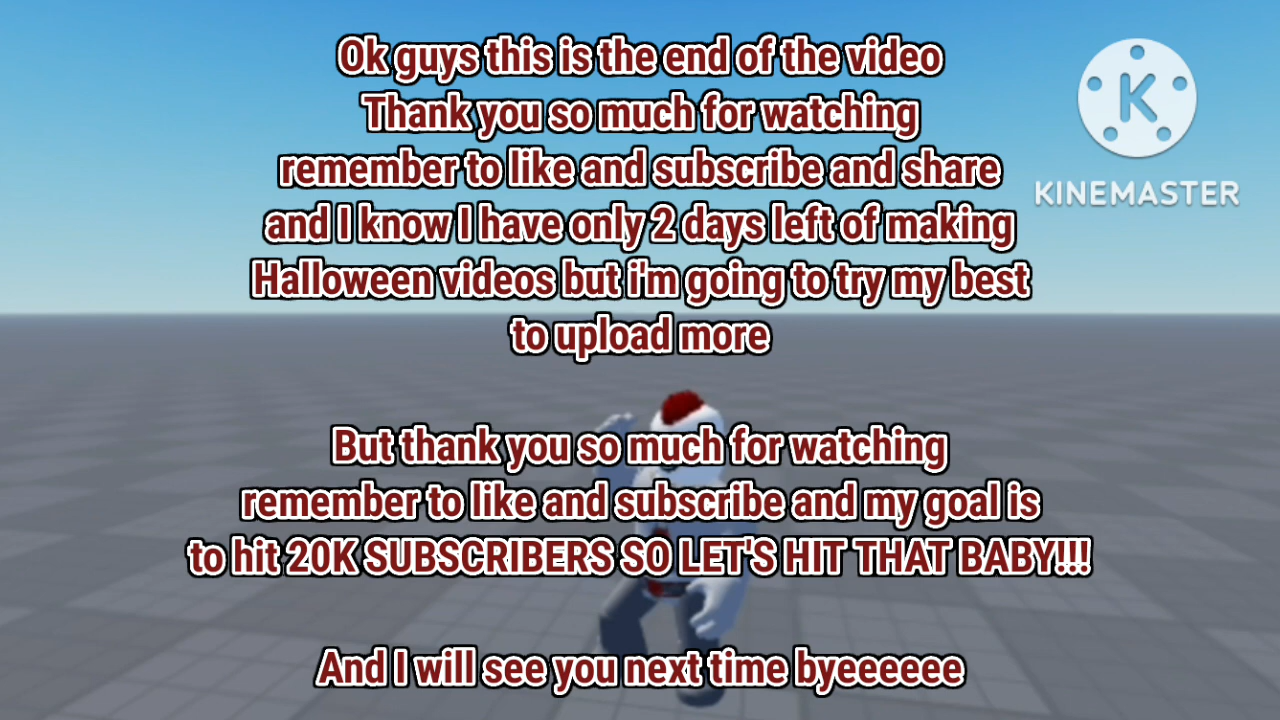 Ok guys this is the end of the video
Thank you so much for watching
remember to like and subscribe and share
and I know I have only 2 days left of making
Halloween videos but i'm going to try my best
to upload more
But thank you so much for watching
remember to like and subscribe and my goal is
to hit 20K SUBSCRIBERS SO LET'S HIT THAT BABY!!!
And I will see you next time byeeeeee
K
KINEMASTER